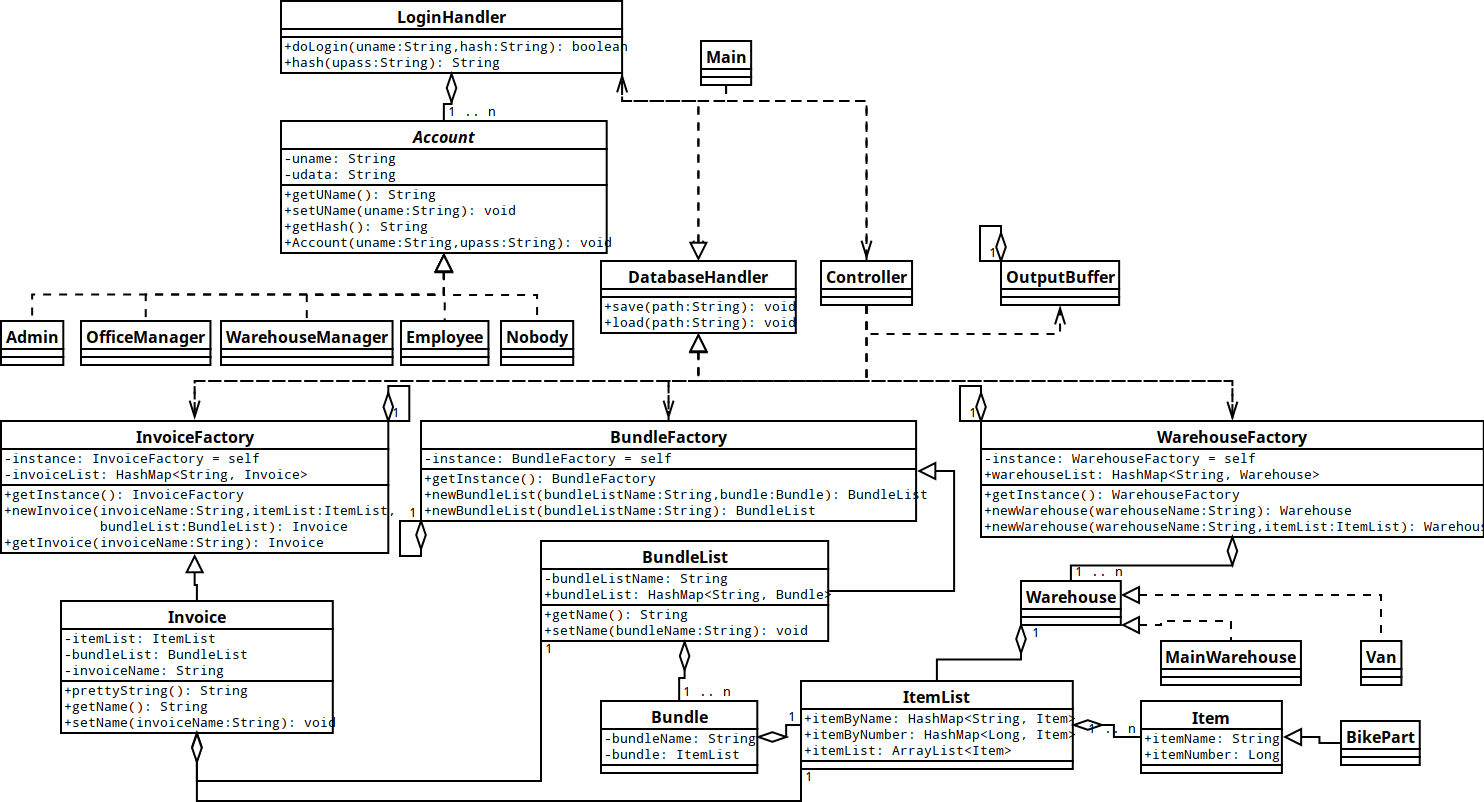 LoginHandler
+doLogin(uname:String,hash:String): boolean
+hash(upass:String): String
Main
1 .. n
Account
-uname: String
-udata: String
+getUName(): String
+setUName(uname:String): void
+getHash(): String
+Account(uname:String,upass:String): void
DatabaseHandler
+save(path:String): void
+load(path:String): void
Controller
1
OutputBuffer
Admin
OfficeManager
WarehouseManager
Employee
Nobody
1
InvoiceFactory
-instance: InvoiceFactory = self
-invoiceList: HashMap<String, Invoice>
+getInstance(): InvoiceFactory
+newInvoice(invoiceName:String,itemList:ItemList,
bundleList:BundleList): Invoice
+getInvoice(invoiceName:String): Invoice
BundleFactory
-instance: BundleFactory = self
+getInstance(): BundleFactory
+newBundleList(bundleListName:String,bundle:Bundle): BundleList
+newBundleList(bundleListName:String): BundleList
1
1
WarehouseFactory
-instance: WarehouseFactory = self
+warehouseList: HashMap<String, Warehouse>
+getInstance(): WarehouseFactory
+newWarehouse(warehouseName:String): Warehouse
+newWarehouse(warehouseName:String,itemList:ItemList): Warehous
BundleList
-bundleListName: String
+bundleList: HashMap<String, Bundle>
+getName(): String
+setName(bundleName:String): void
1
1 .. n
Warehouse
1
MainWarehouse
Van
Invoice
-itemList: ItemList
-bundleList: BundleList
-invoiceName: String
+prettyString(): String
+getName(): String
+setName(invoiceName:String): void
1 .. n
Bundle
-bundleName: String
-bundle: ItemList
1
ItemList
+itemByName: HashMap<String, Item>
+itemByNumber: HashMap<Long, Item>
+itemList: ArrayList<Item>
1
1 .. n
Item
+itemName: String
+itemNumber: Long
BikePart